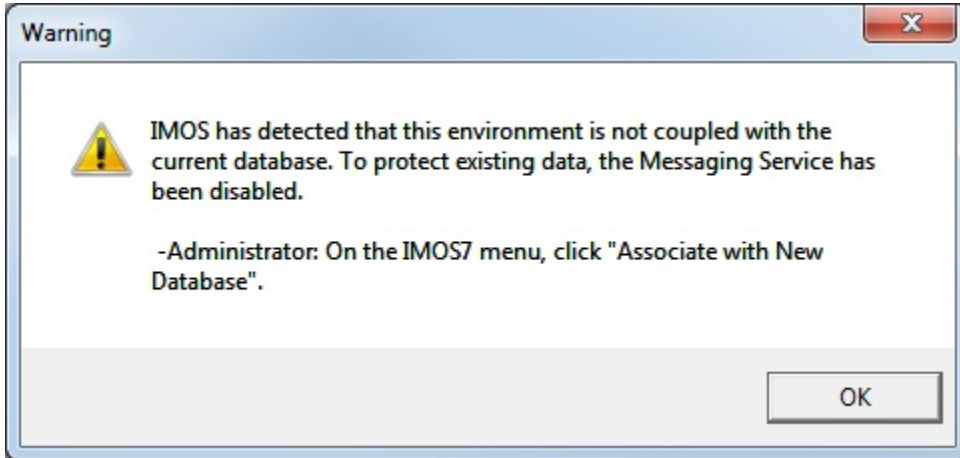 Warning
IMOS has detected that this environment is not coupled with the
current database. To protect existing data, the Messaging Service has
been disabled.
-Administrator: On the IMOS7 menu, click "Associate with New
Database".
OK